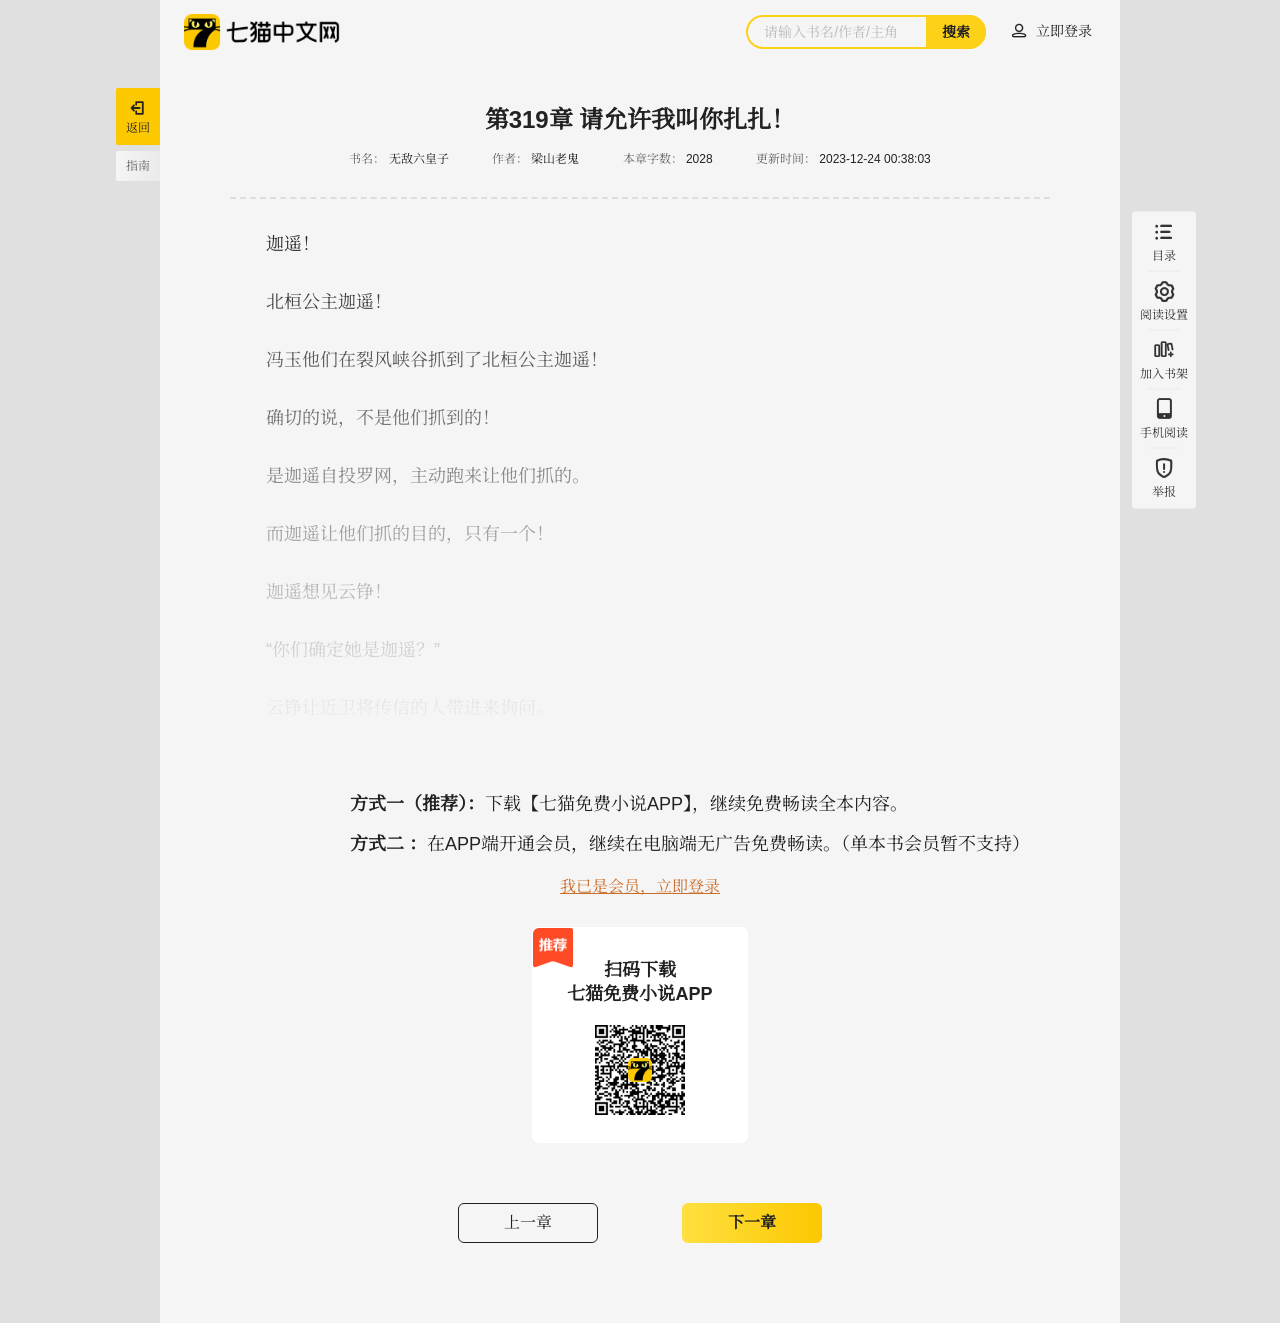 七猫中文网
请输入书名/作者/主角
搜索
立即登录
返回
指南
第319章 请允许我叫你扎扎！
书名： 无敌六皇子 作者： 梁山老鬼 本章字数： 2028 更新时间： 2023-12-24 00:38:03
迦遥！
北桓公主迦遥！
冯玉他们在裂风峡谷抓到了北桓公主迦遥！
确切的说，不是他们抓到的！
是迦遥自投罗网，主动跑来让他们抓的。
而迦遥让他们抓的目的，只有一个！
迦遥想见云铮！
“你们确定她是迦遥？”
云铮让近卫将传信的人带进来询问。
目录
阅读设置
加入书架
手机阅读
举报
方式一（推荐）：下载【七猫免费小说APP】，继续免费畅读全本内容。
方式二 ：在APP端开通会员，继续在电脑端无广告免费畅读。（单本书会员暂不支持）
我已是会员，立即登录
推荐
扫码下载
七猫免费小说APP
上一章
下一章